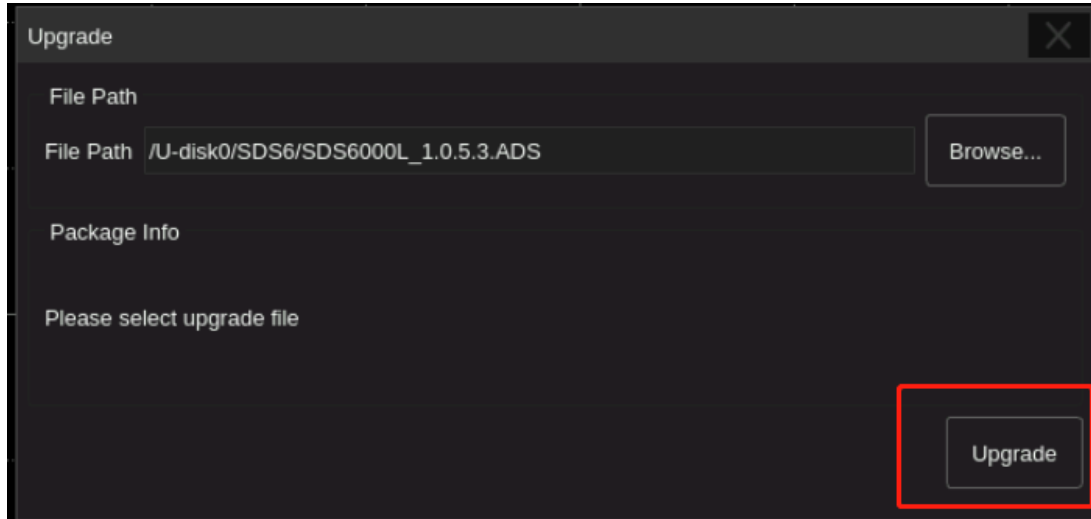 Upgrade
File Path
File Path /U-disk0/SDS6/SDS6000L_1.0.5.3.ADS Browse...
Package Info
Please select upgrade file
Upgrade